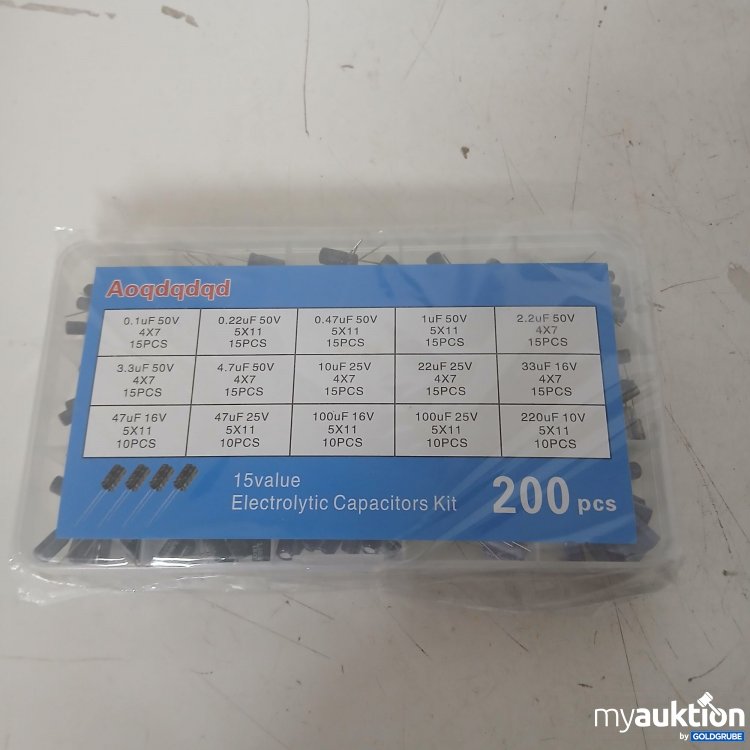 Aoqdqdqd
0.1uF 50V 0.22uF 50V 0.47uF 50V 1uF 50V 2.2uF 50V
4X7 5X11 5X11 5X11 4X7
15PCS 15PCS 15PCS 15PCS 15PCS
3.3uF 50V 4.7uF 50V 10uF 25V 22uF 25V 33uF 16V
4X7 4X7 4X7 4X7 4X7
15PCS 15PCS 15PCS 15PCS 15PCS
47uF 16V 47uF 25V 100uF 16V 100uF 25V 220uF 10V
5X11 5X11 5X11 5X11 5X11
10PCS 10PCS 10PCS 10PCS 10PCS
15value
Electrolytic Capacitors Kit 200 pcs
myauktion
by GOLDGRUBE